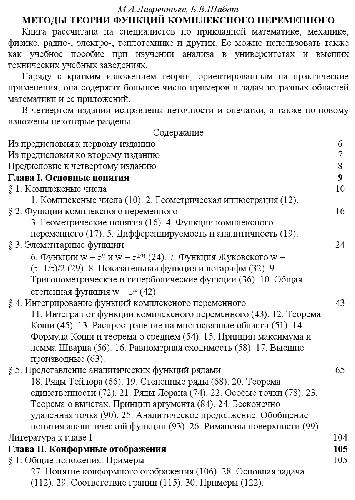 М.А.Лаврентьев, Б.В.Шабат
МЕТОДЫ ТЕОРИИ ФУНКЦИЙ КОМПЛЕКСНОГО ПЕРЕМЕННОГО
Книга рассчитана на специалистов по прикладной математике, механике,
физике, радио-, электро-, теплотехнике и других. Ее можно использовать также
как учебное пособие при изучении анализа в университетах и высших
технических учебных заведениях.
Наряду с кратким изложением теории, ориентированным на практические
применения, она содержит большое число примеров и задач из разных областей
математики и ее приложений.
В четвертом издании исправлены неточности и опечатки, а также по-новому
изложены некоторые разделы.
Содержание
Из предисловия к первому изданию 6
Из предисловия ко второму изданию 7
Предисловие к четвертому изданию 8
Глава I. Основные понятия 9
§ 1. Комплексные числа 10
1. Комплексные числа (10). 2. Геометрическая иллюстрация (12).
§ 2. Функции комплексного переменного 16
3. Геометрические понятия (16). 4. Функции комплексного
переменного (17). 5. Дифференцируемость и аналитичность (19).
§ 3. Элементарные функции 24
6. Функции (24). 7. Функция Жуковского
(29). 8. Показательная функция и логарифм (32). 9.
Тригонометрические и гиперболические функции (36). 10. Общая
степенная функция (42).
§ 4. Интегрирование функций комплексного переменного 43
11. Интеграл от функции комплексного переменного (43). 12. Теорема
Коши (45). 13. Распространение на многосвязные области (51). 14.
Формула Коши и теорема о среднем (54). 15. Принцип максимума и
лемма Шварца (56). 16. Равномерная сходимость (58). 17. Высшие
производные (63).
§ 5. Представление аналитических функций рядами 65
18. Ряды Тейлора (66). 19. Степенные ряды (68). 20. Теорема
единственности (72). 21. Ряды Лорана (74). 22. Особые точки (78). 23.
Теорема о вычетах. Принцип аргумента (84). 24. Бесконечно
удаленная точка (90). 25. Аналитическое продолжение. Обобщение
понятия аналитической функции (93). 26. Римановы поверхности (99).
Литература к главе I 104
Глава II. Конформные отображения 105
§ 1. Общие положения. Примеры 105
27. Понятие конформного отображения (106). 28. Основная задача
(112). 29. Соответствие границ (115). 30. Примеры (122).